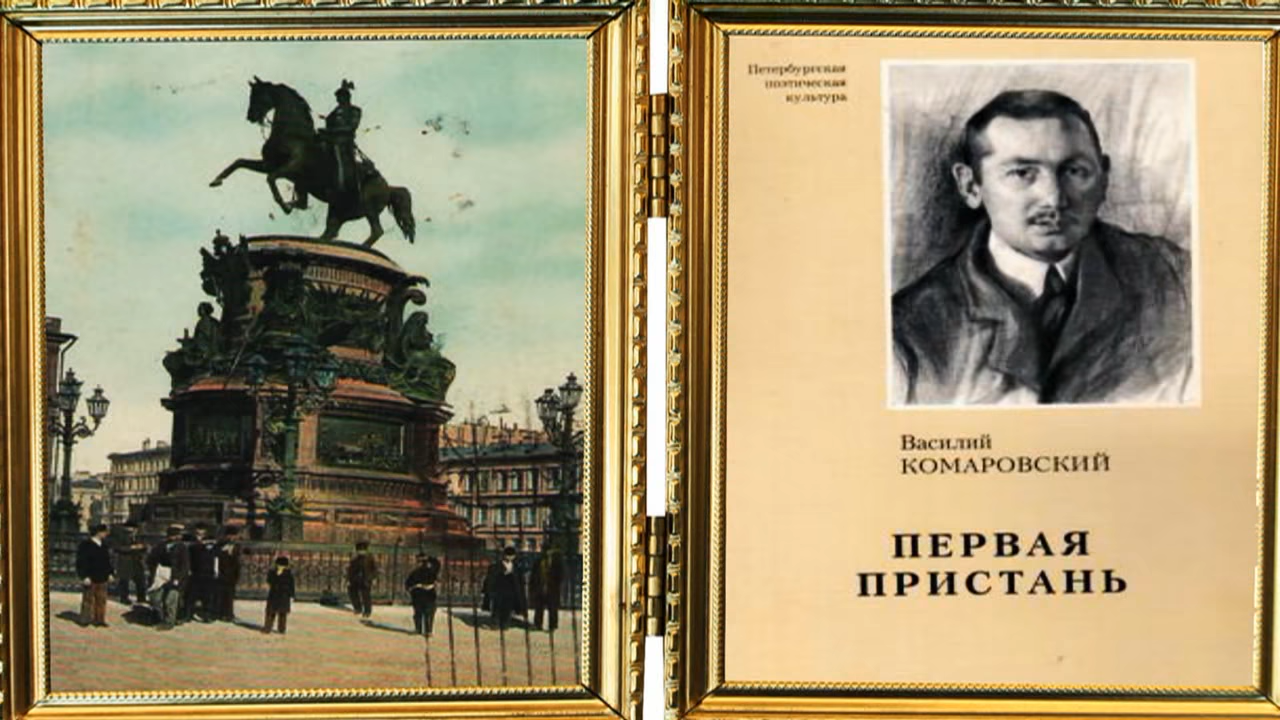 Петербургская
поэтическая
культура
Василий
КОМАРОВСКИЙ
ПЕРВАЯ
ПРИСТАНЬ